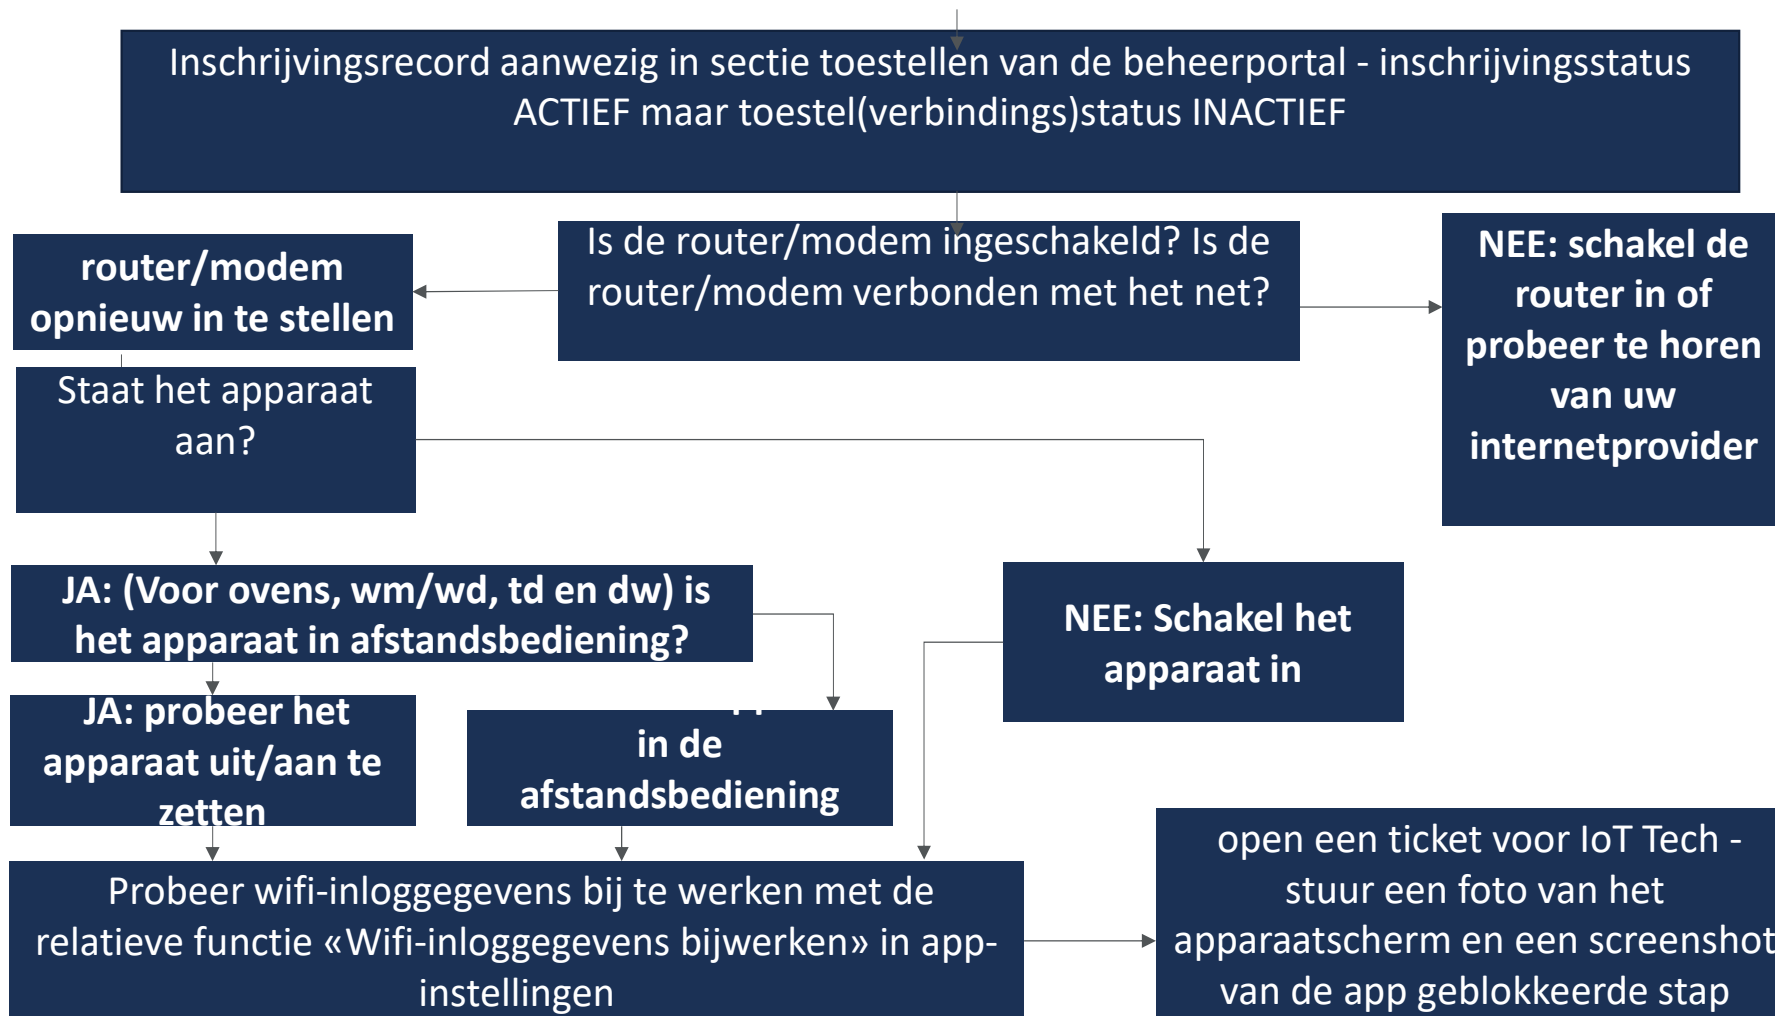 Inschrijvingsrecord aanwezig in sectie toestellen van de beheerportal - inschrijvingsstatus
ACTIEF maar toestel(verbindings)status INACTIEF
Is de router/modem ingeschakeld? Is de
router/modem verbonden met het net?
router/modem
opnieuw in te stellen
NEE: schakel de
router in of
probeer te horen
van uw
internetprovider
Staat het apparaat
aan?
JA: (Voor ovens, wm/wd, td en dw) is
het apparaat in afstandsbediening?
NEE: Schakel het
apparaat in
JA: probeer het
apparaat uit/aan te
zetten
in de
afstandsbediening
Probeer wifi-inloggegevens bij te werken met de
relatieve functie «Wifi-inloggegevens bijwerken» in app-
instellingen
open een ticket voor IoT Tech -
stuur een foto van het
apparaatscherm en een screenshot
van de app geblokkeerde stap